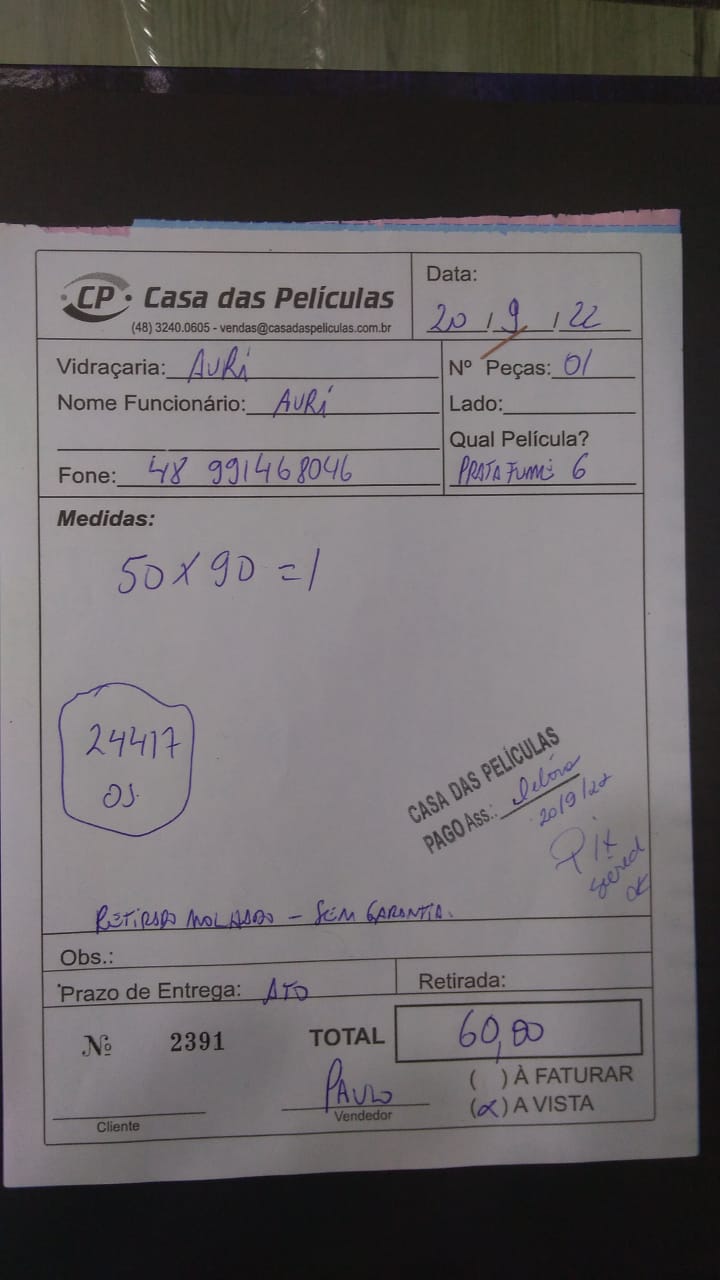 CP Casa das Películas
(48) 3240.0605 - vendas@casadaspeliculas.com.br
Data:
20 / 9 / 22
Vidraçaria: AURI
Nome Funcionário: AURI
Fone: 48 991468046
Nº Peças: 01
Lado:
Qual Película?
PRATA FUMÊ 6
Medidas:
50 x 90 = 1
24417
OS.
CASA DAS PELÍCULAS
PAGO Ass.: Debóra
20/9/22
Pix
ok
RETIRADO MOLHADO - SEM GARANTIA.
Obs.:
Prazo de Entrega: ATO
Retirada:
Nº 2391
TOTAL 60,00
( ) À FATURAR
(x) A VISTA
PAULO
Vendedor
Cliente